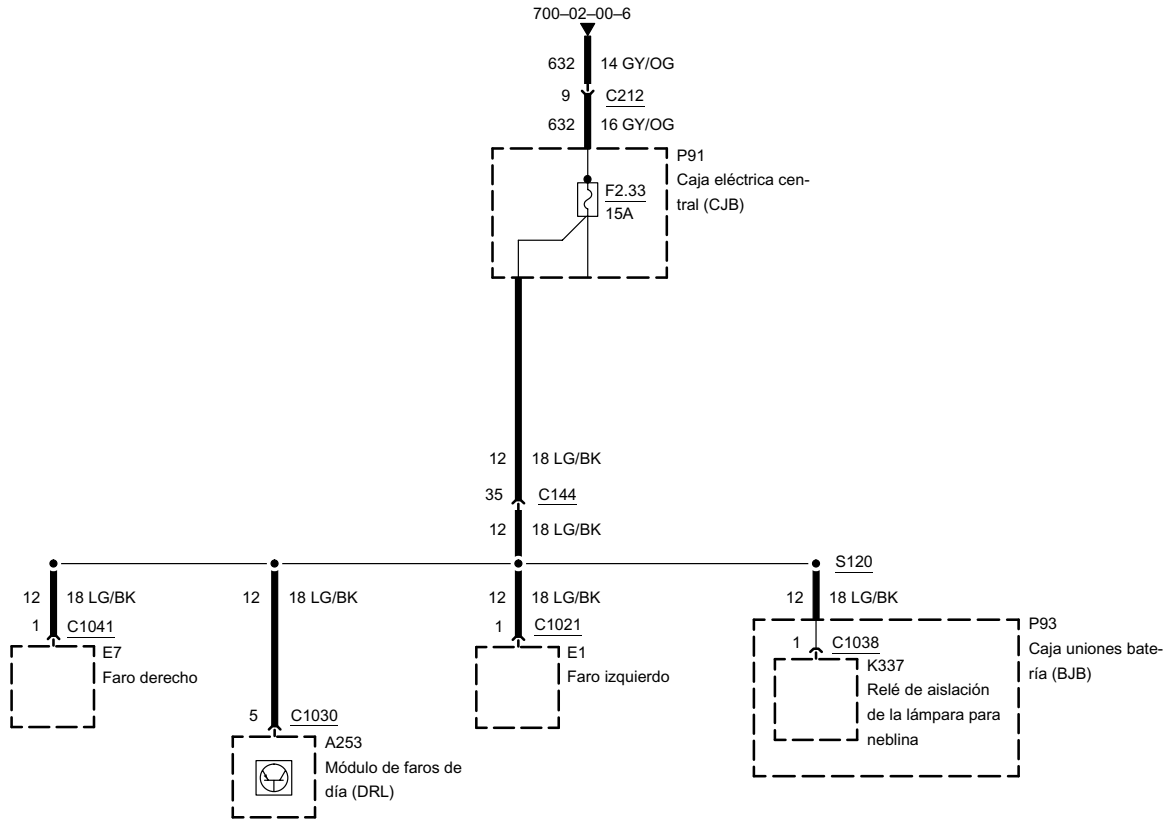 700–02–00–6
632 14 GY/OG
9 C212
632 16 GY/OG
P91
Caja eléctrica cen-
tral (CJB)
F2.33
15A
12 18 LG/BK
35 C144
12 18 LG/BK
S120
12 18 LG/BK
12 18 LG/BK
12 18 LG/BK
12 18 LG/BK
1 C1041
E7
Faro derecho
5 C1030
A253
Módulo de faros de
día (DRL)
1 C1021
E1
Faro izquierdo
P93
Caja uniones bate-
ría (BJB)
1 C1038
K337
Relé de aislación
de la lámpara para
neblina